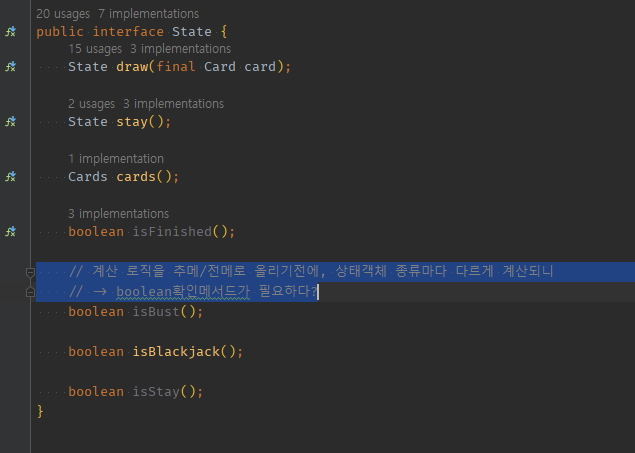 20 usages 7 implementations
public interface State {
15 usages 3 implementations
State draw(final Card card);
2 usages 3 implementations
State stay();
1 implementation
Cards cards();
3 implementations
boolean isFinished();
// 계산 로직을 추메/전메로 올리기전에, 상태객체 종류마다 다르게 계산되니
// -> boolean확인메서드가 필요하다?
boolean isBust();
boolean isBlackjack();
boolean isStay();
}